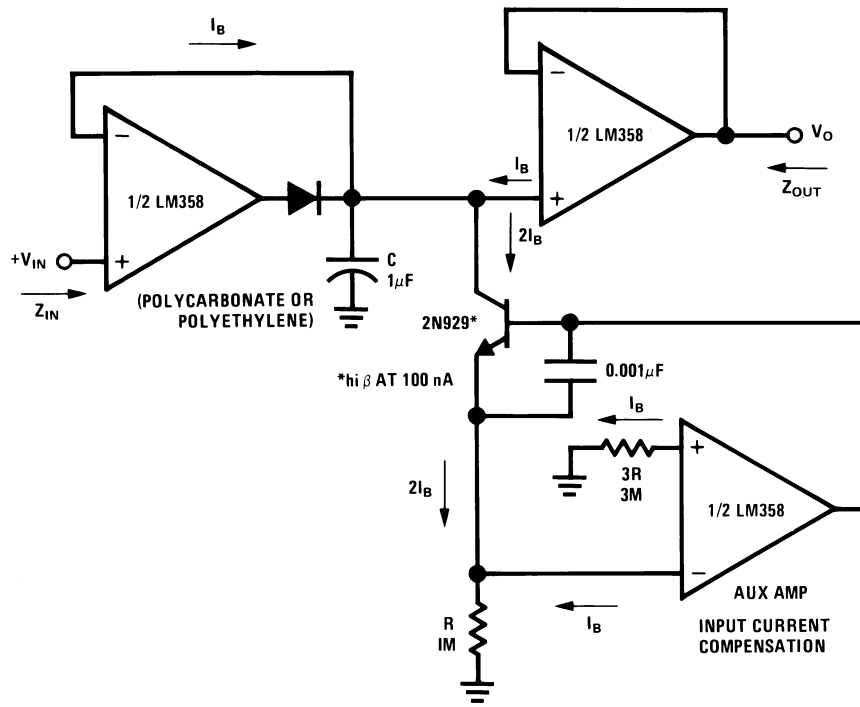 I_B
−
1/2 LM358
+
+V_IN
Z_IN
(POLYCARBONATE OR
POLYETHYLENE)
C
1μF
−
1/2 LM358
+
I_B
V_O
Z_OUT
2I_B
2N929*
*hi β AT 100 nA
0.001μF
I_B
3R
3M
+
1/2 LM358
−
2I_B
I_B
AUX AMP
INPUT CURRENT
COMPENSATION
R
1M